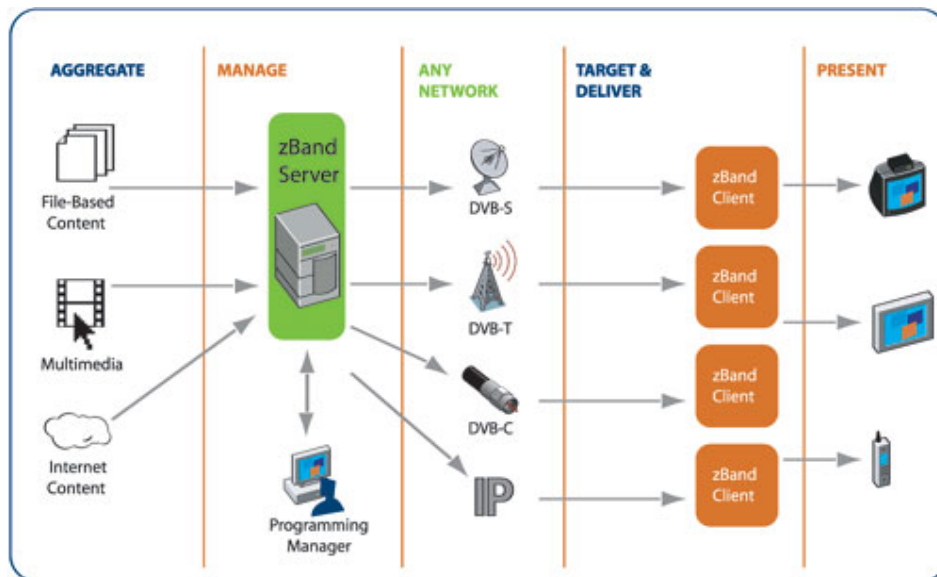 AGGREGATE
MANAGE
ANY
NETWORK
TARGET &
DELIVER
PRESENT
File-Based
Content
Multimedia
Internet
Content
zBand
Server
Programming
Manager
DVB-S
DVB-T
DVB-C
IP
zBand
Client
zBand
Client
zBand
Client
zBand
Client